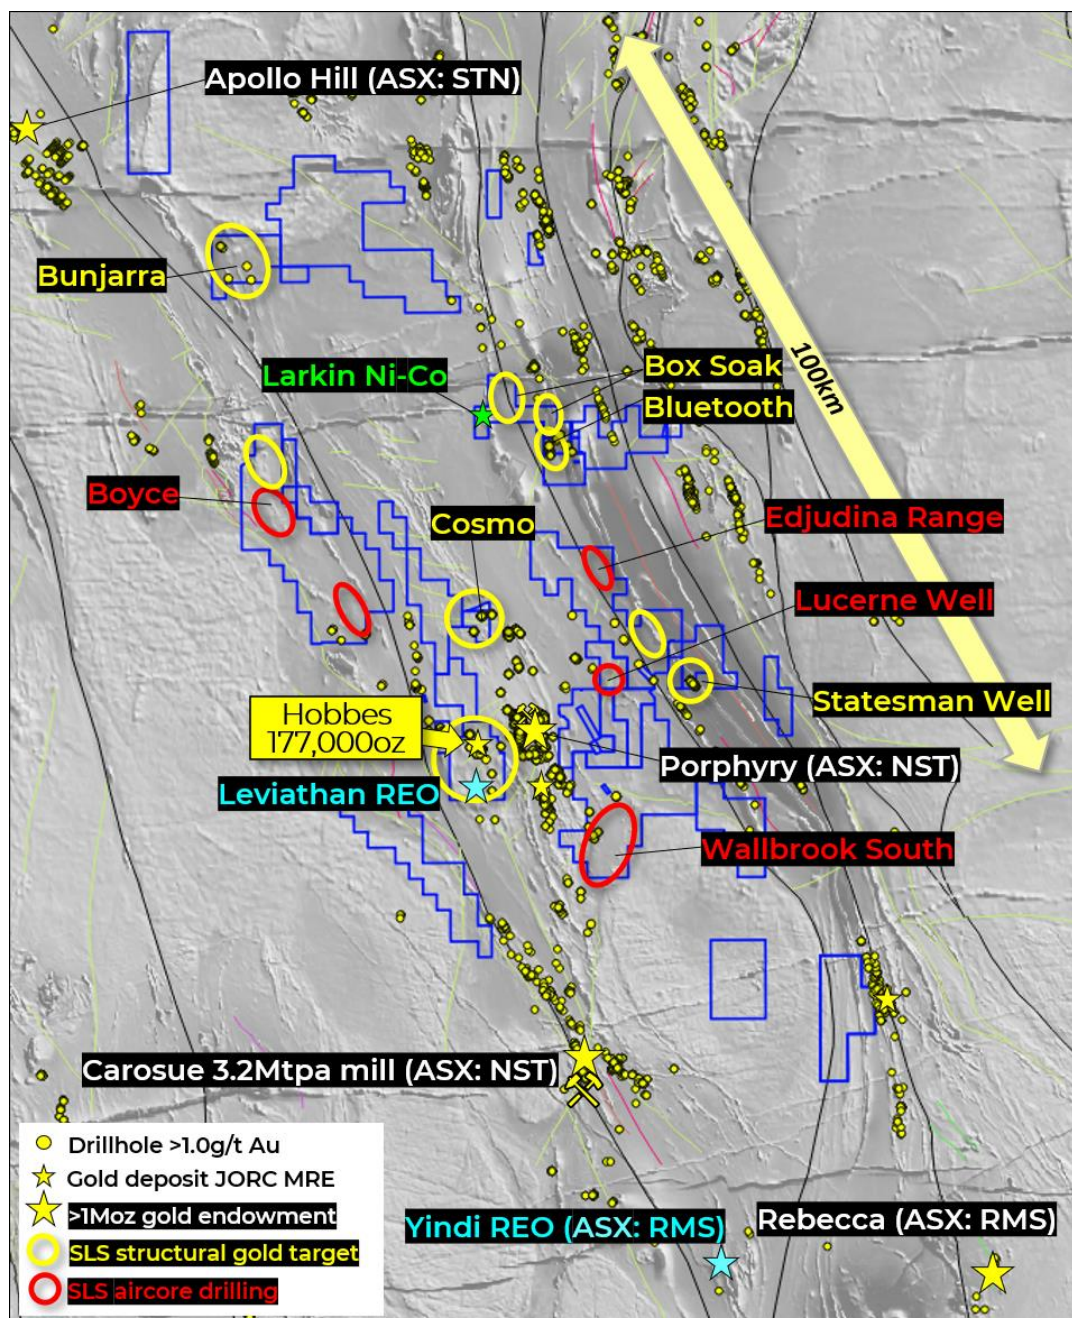 Apollo Hill (ASX: STN)
Bunjarra
100km
Box Soak
Larkin Ni-Co
Bluetooth
Boyce
Cosmo
Edjudina Range
Lucerne Well
Statesman Well
Hobbes
177,000oz
Porphyry (ASX: NST)
Leviathan REO
Wallbrook South
Carosue 3.2Mtpa mill (ASX: NST)
Drillhole >1.0g/t Au
Gold deposit JORC MRE
>1Moz gold endowment
SLS structural gold target
SLS aircore drilling
Yindi REO (ASX: RMS)
Rebecca (ASX: RMS)